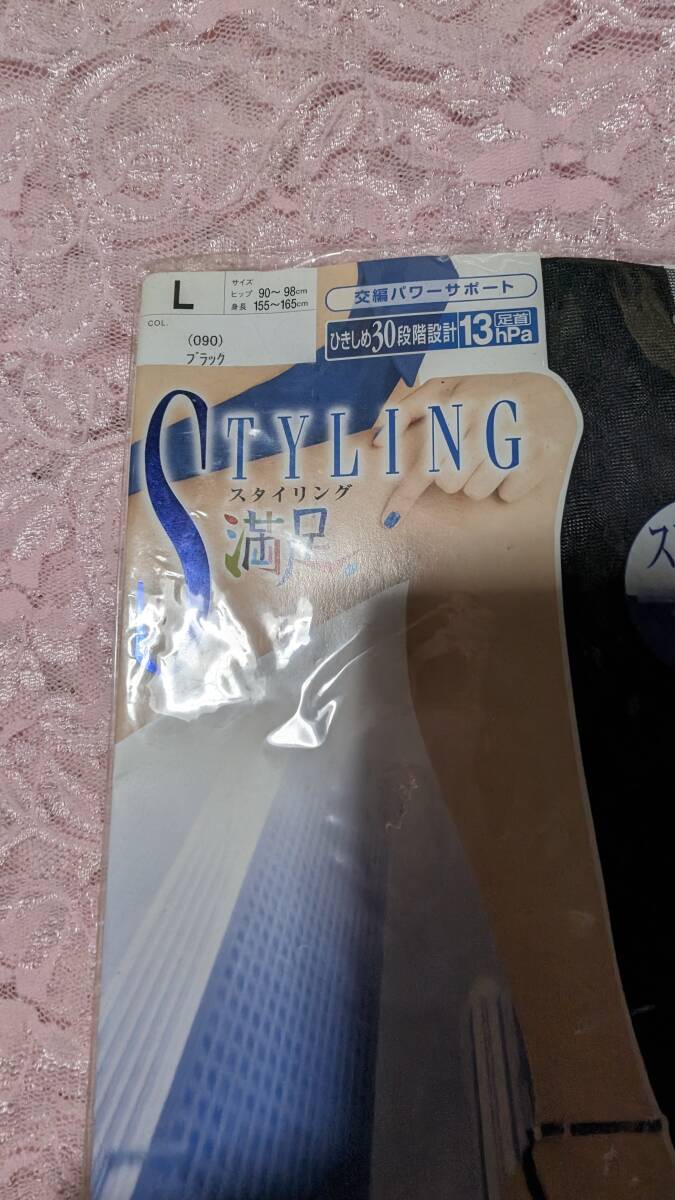 L
サイズ
ヒップ 90〜98cm
身長 155〜165cm
COL.
(090)
ブラック
交編パワーサポート
ひきしめ30段階設計
13hPa
足首
STYLING
スタイリング
満足。
ス